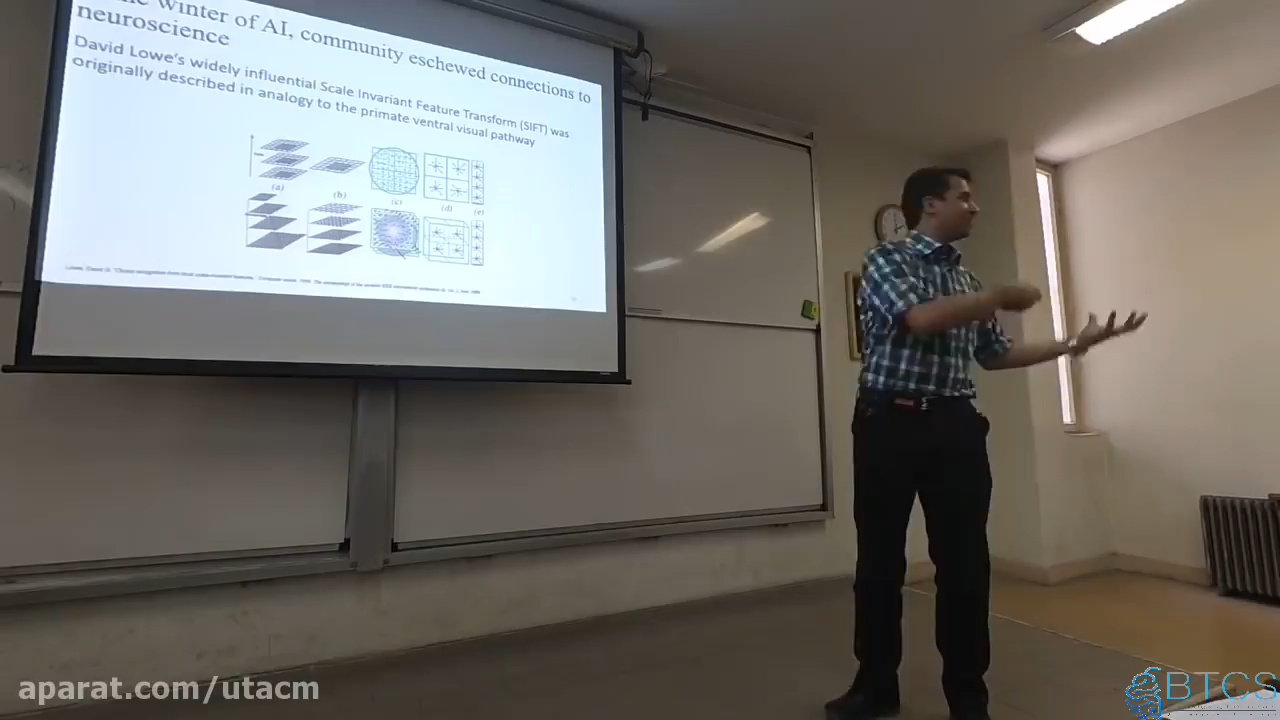 Winter of AI, community eschewed connections to
neuroscience
David Lowe's widely influential Scale Invariant Feature Transform (SIFT) was
originally described in analogy to the primate ventral visual pathway
(a)
(b)
(c)
(d)
(e)
aparat.com/utacm
BTCS